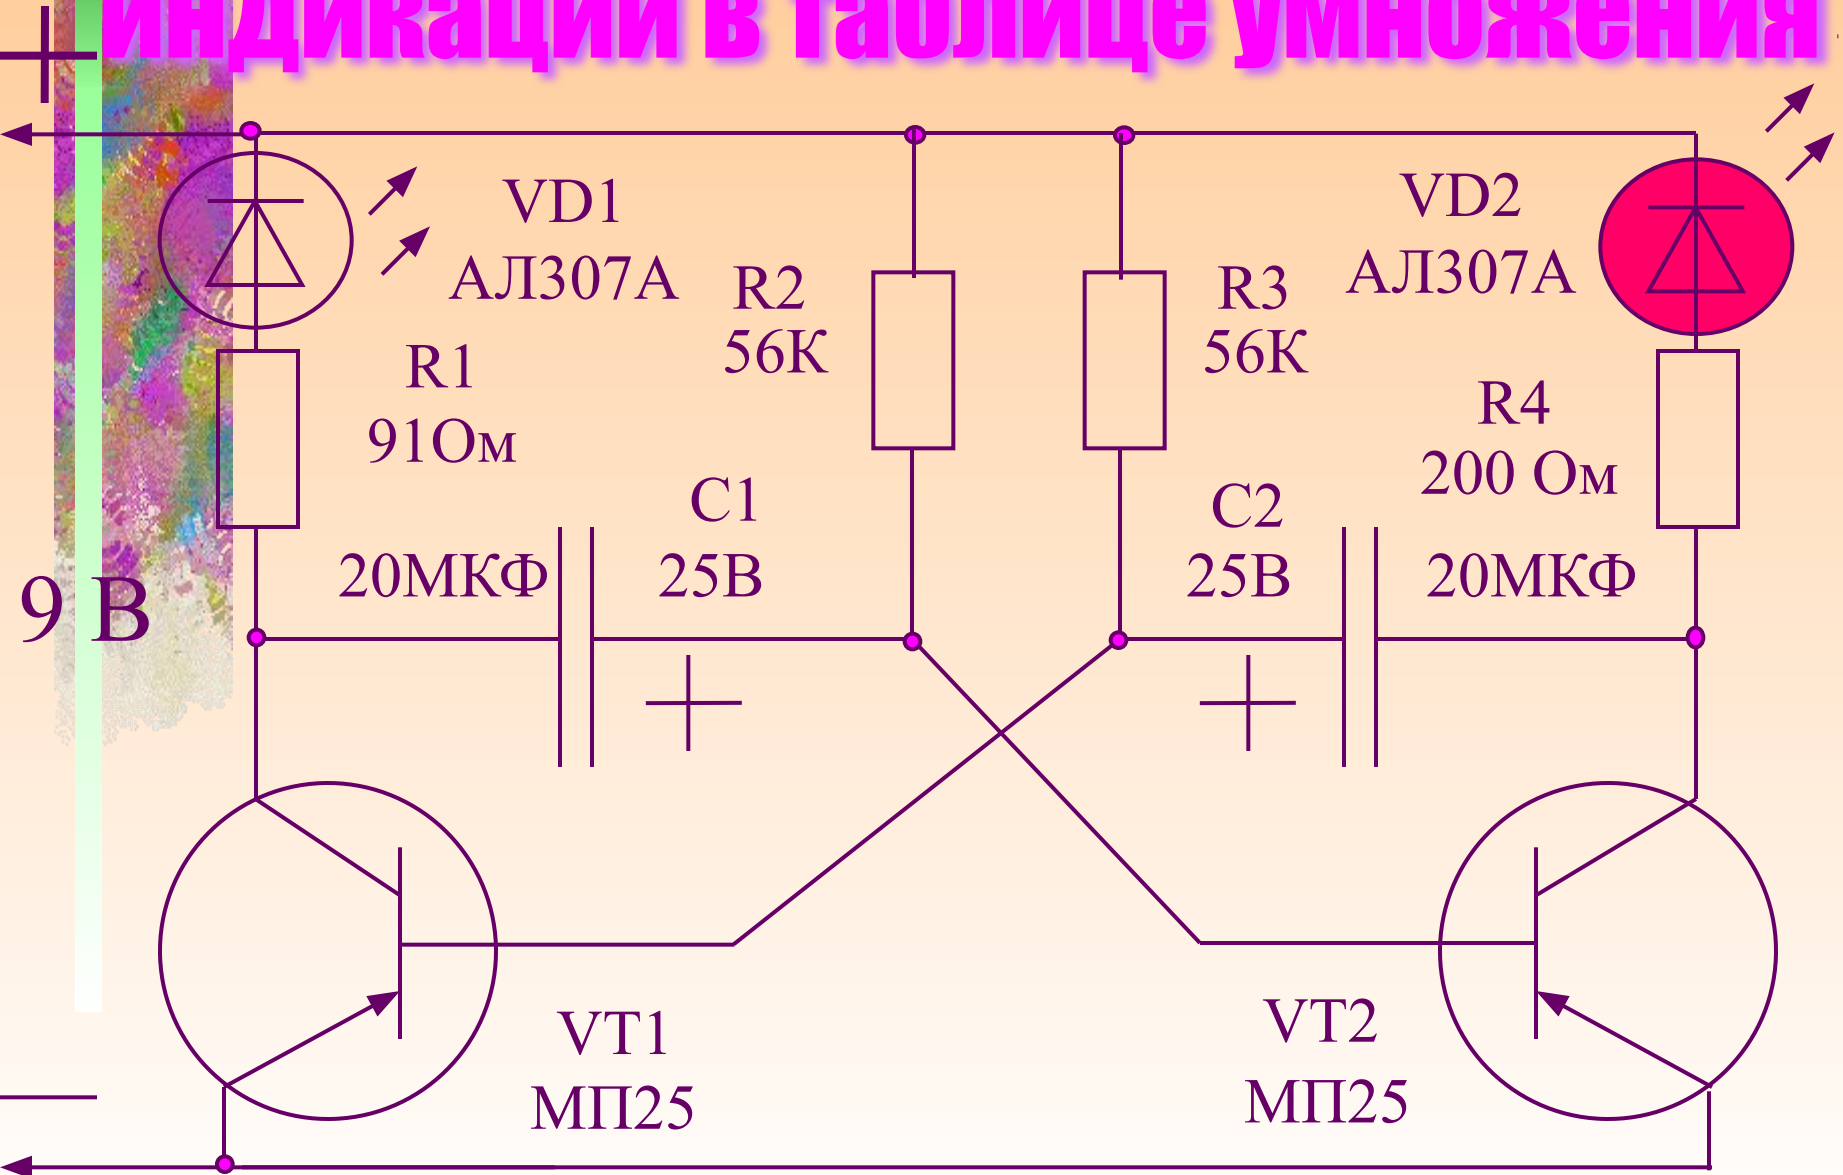 индикации в таблице умножения
+
VD1
АЛ307А
VD2
АЛ307А
R2
56К
R3
56К
R1
91Ом
R4
200 Ом
C1
20МКФ 25В
C2
25В 20МКФ
9 В
+
+
VT1
МП25
VT2
МП25
–